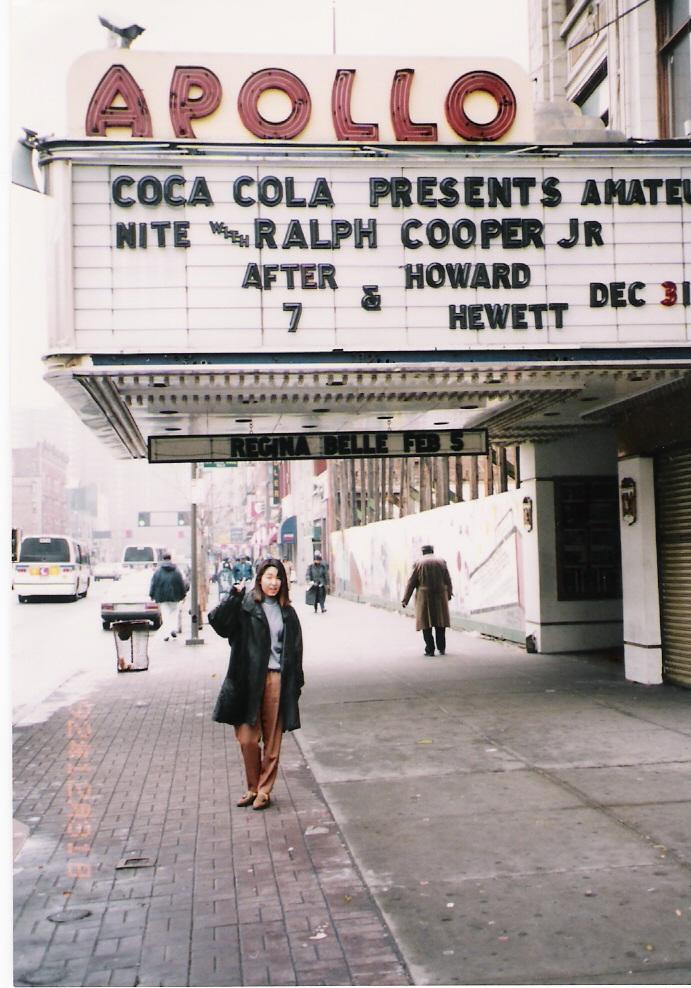 APOLLO
COCA COLA PRESENTS AMATEU
NITE WITH RALPH COOPER JR
AFTER
7
&
HOWARD
HEWETT
DEC 31
REGINA BELLE FEB 5